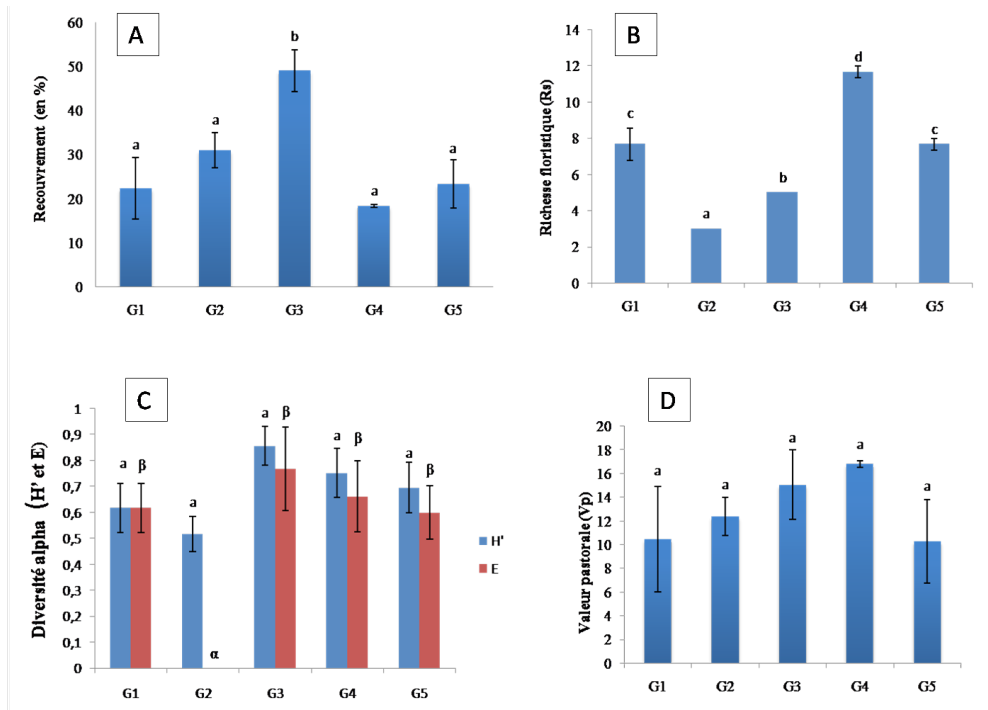 A
Recouvrement (en %)
60
50
40
30
20
10
0
a
a
b
a
a
G1
G2
G3
G4
G5
B
Richesse floristique (Rs)
14
12
10
8
6
4
2
0
c
a
b
d
c
G1
G2
G3
G4
G5
C
Diversité alpha (H' et E)
1
0,9
0,8
0,7
0,6
0,5
0,4
0,3
0,2
0,1
0
a
β
a
α
a
β
a
β
a
β
G1
G2
G3
G4
G5
H'
E
D
Valeur pastorale (Vp)
20
18
16
14
12
10
8
6
4
2
0
a
a
a
a
a
G1
G2
G3
G4
G5